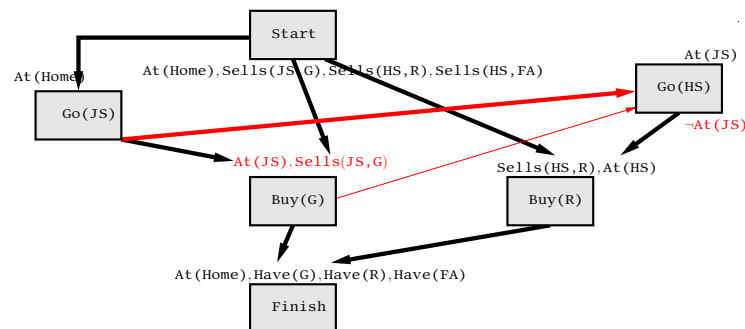 Start
At(JS)
At(Home),Sells(JS,G),Sells(HS,R),Sells(HS,FA)
At(Home)
Go(HS)
Go(JS)
¬At(JS)
At(JS),Sells(JS,G)
Sells(HS,R),At(HS)
Buy(G)
Buy(R)
At(Home),Have(G),Have(R),Have(FA)
Finish